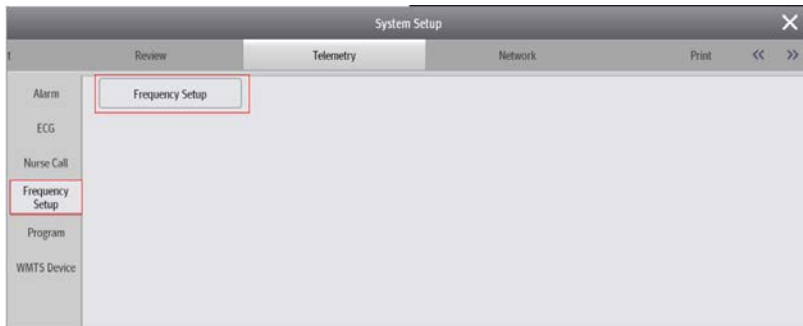 System Setup
t Review Telemetry Network Print << >>
Alarm Frequency Setup
ECG
Nurse Call
Frequency
Setup
Program
WMTS Device